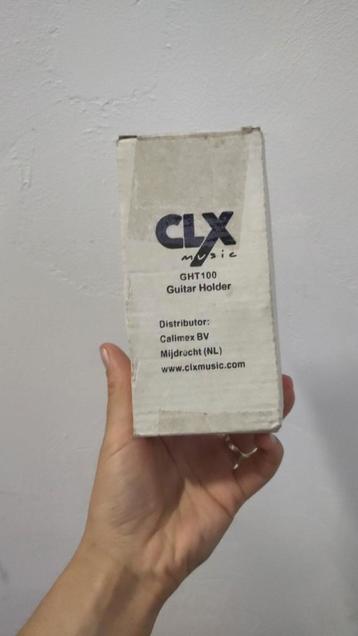 CLX
music
GHT100
Guitar Holder
Distributor:
Calimex BV
Mijdrecht (NL)
www.clxmusic.com